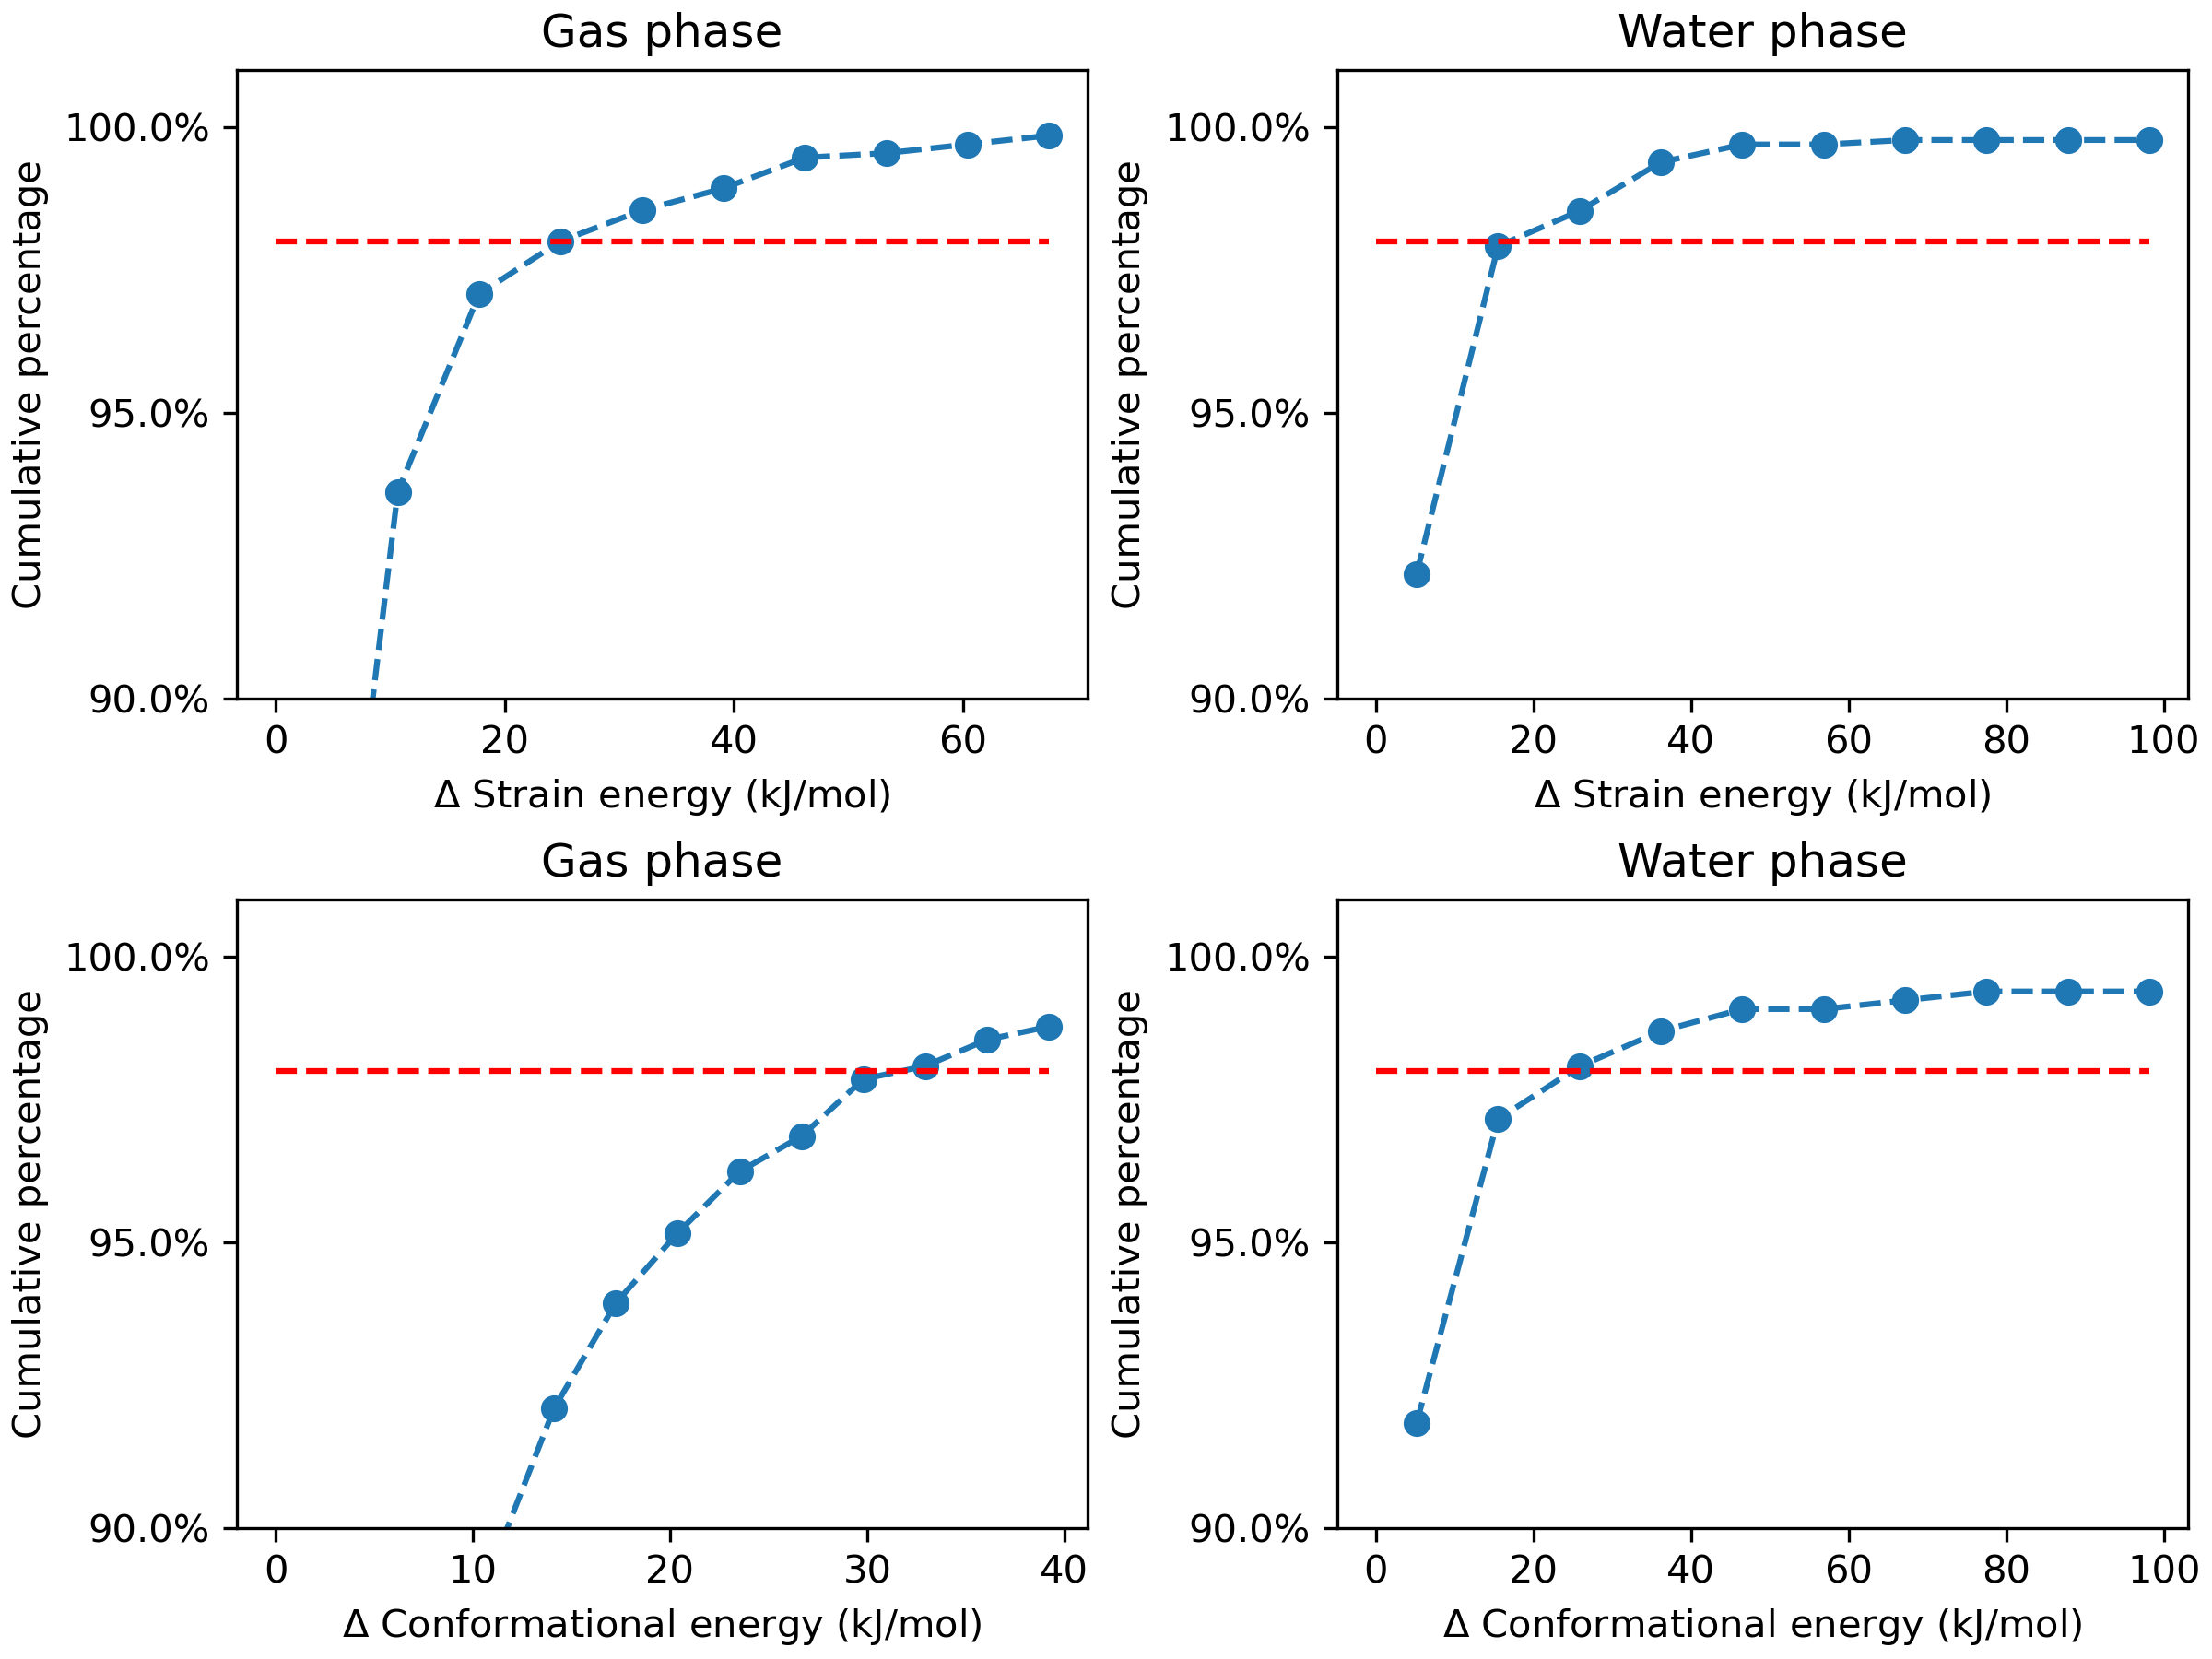 Gas phase
100.0%
95.0%
90.0%
Cumulative percentage
0 20 40 60
Δ Strain energy (kJ/mol)
Water phase
100.0%
95.0%
90.0%
Cumulative percentage
0 20 40 60 80 100
Δ Strain energy (kJ/mol)
Gas phase
100.0%
95.0%
90.0%
Cumulative percentage
0 10 20 30 40
Δ Conformational energy (kJ/mol)
Water phase
100.0%
95.0%
90.0%
Cumulative percentage
0 20 40 60 80 100
Δ Conformational energy (kJ/mol)